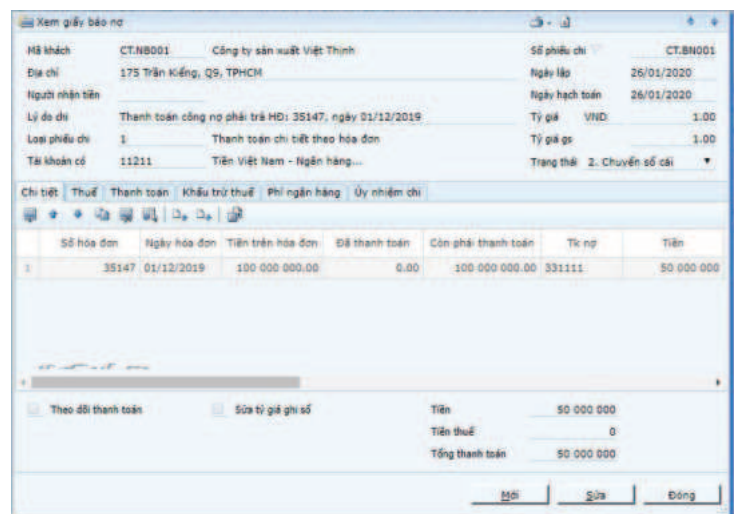 Xem giấy báo nợ
Mã khách CT.NB001 Công ty sản xuất Việt Thịnh Số phiếu chi CT.BN001
Địa chỉ 175 Trần Kiểng, Q9, TPHCM Ngày lập 26/01/2020
Người nhận tiền Ngày hạch toán 26/01/2020
Lý do chi Thanh toán công nợ phải trả HĐ: 35147, ngày 01/12/2019 Tỷ giá VND 1.00
Loại phiếu chi 1 Thanh toán chi tiết theo hóa đơn Tỷ giá gs 1.00
Tài khoản có 11211 Tiền Việt Nam - Ngân hàng... Trạng thái 2. Chuyển sổ cái
Chi tiết Thuế Thanh toán Khấu trừ thuế Phí ngân hàng Ủy nhiệm chi
Số hóa đơn Ngày hóa đơn Tiền trên hóa đơn Đã thanh toán Còn phải thanh toán Tk nợ Tiền
1 35147 01/12/2019 100 000 000.00 0.00 100 000 000.00 331111 50 000 000
Theo dõi thanh toán Sửa tỷ giá ghi sổ Tiền 50 000 000
Tiền thuế 0
Tổng thanh toán 50 000 000
Mới Sửa Đóng